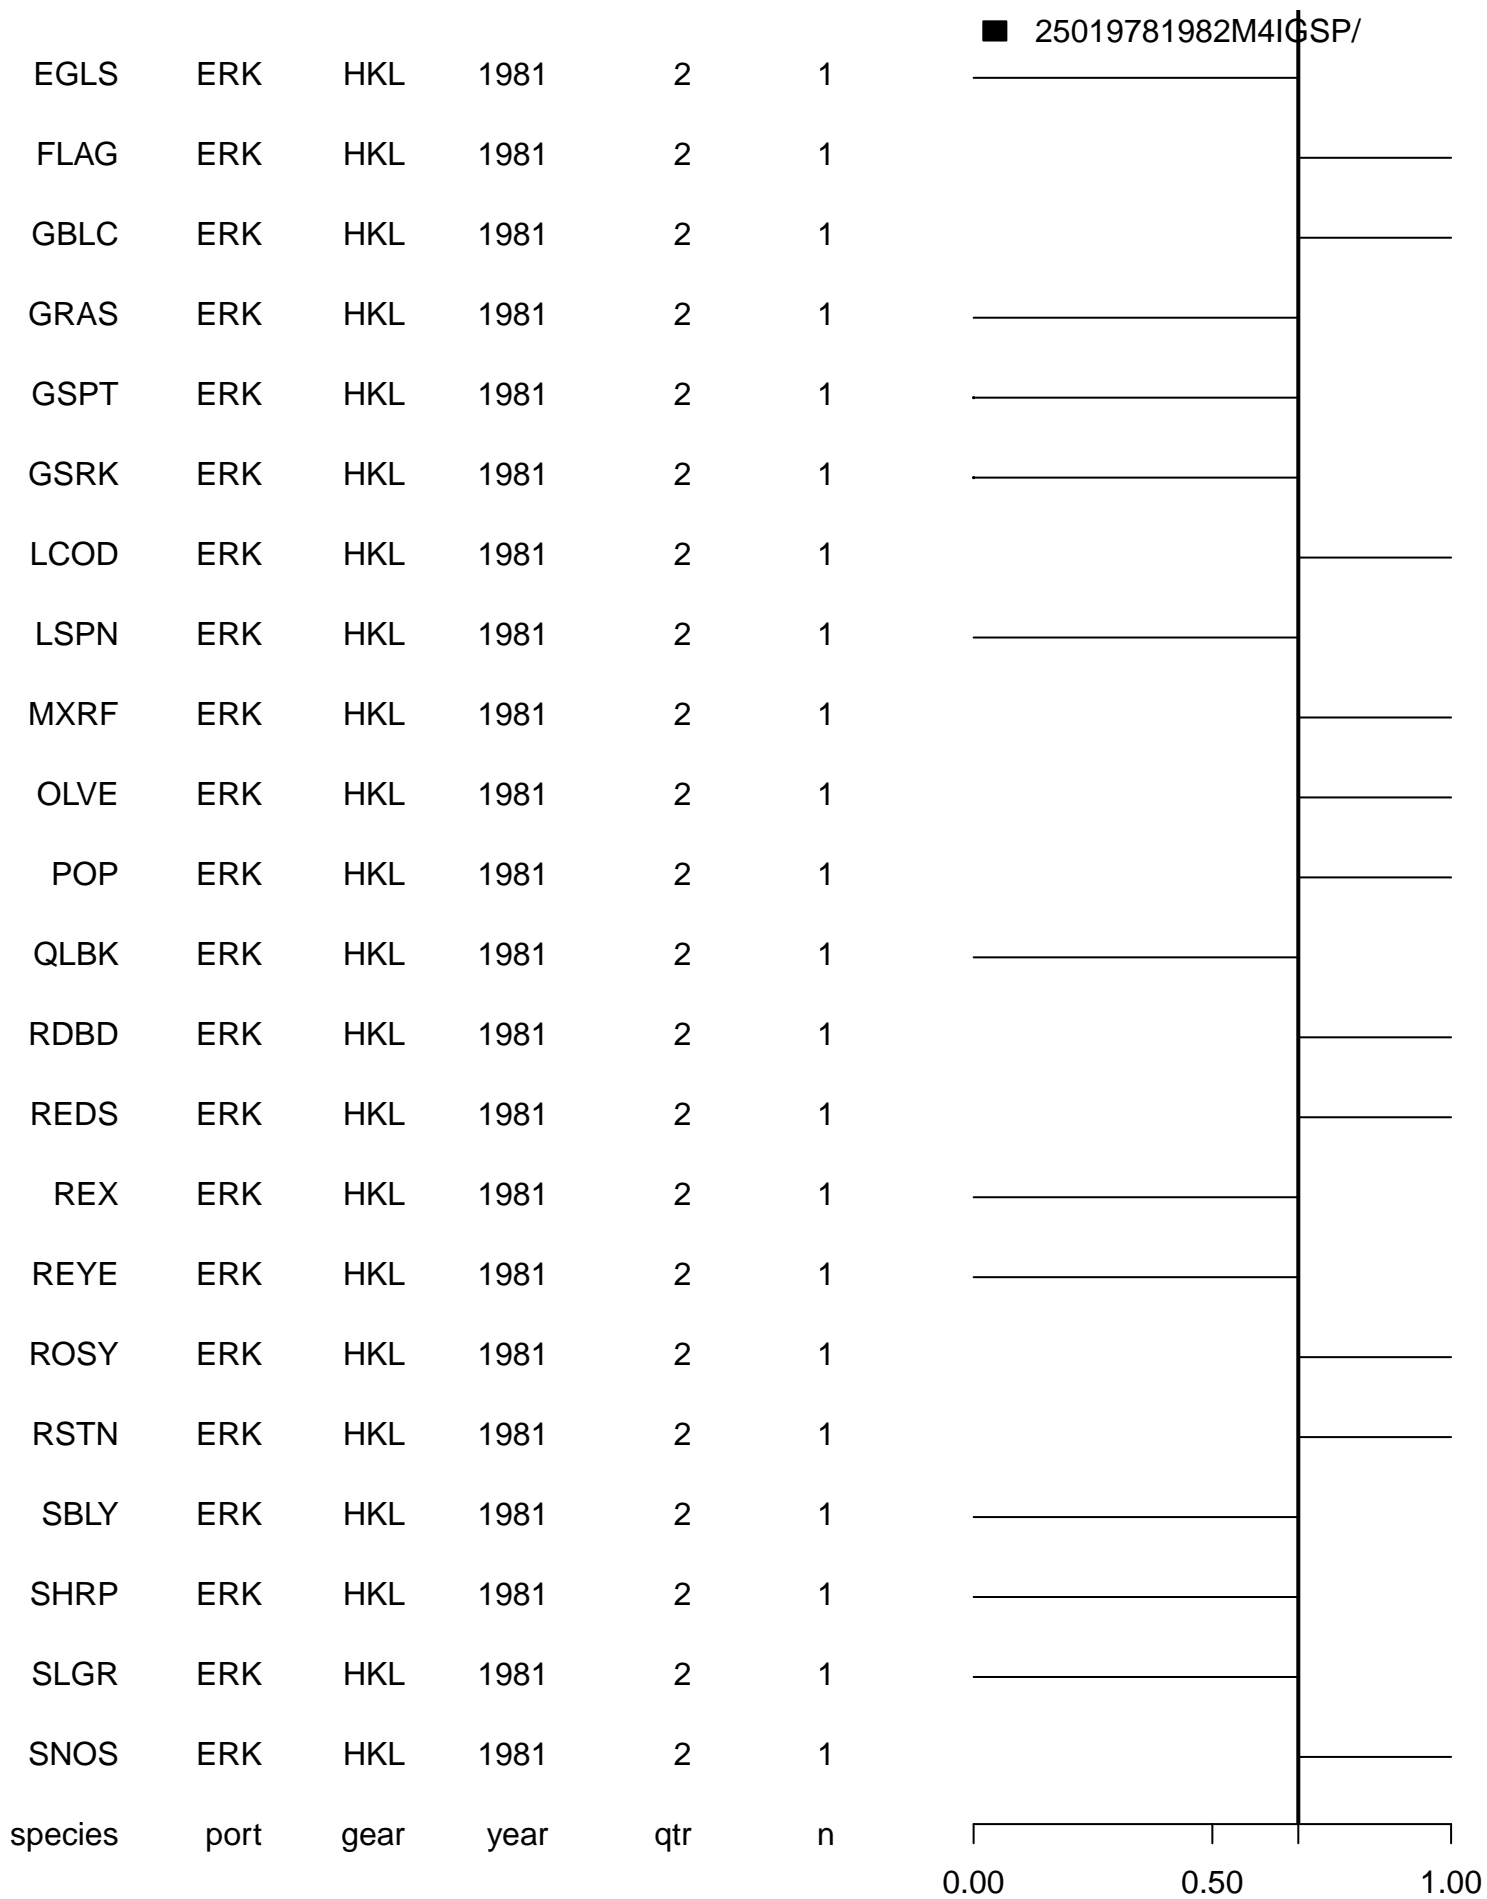 25019781982M4IGSP/
EGLS ERK HKL 1981 2 1
FLAG ERK HKL 1981 2 1
GBLC ERK HKL 1981 2 1
GRAS ERK HKL 1981 2 1
GSPT ERK HKL 1981 2 1
GSRK ERK HKL 1981 2 1
LCOD ERK HKL 1981 2 1
LSPN ERK HKL 1981 2 1
MXRF ERK HKL 1981 2 1
OLVE ERK HKL 1981 2 1
POP ERK HKL 1981 2 1
QLBK ERK HKL 1981 2 1
RDBD ERK HKL 1981 2 1
REDS ERK HKL 1981 2 1
REX ERK HKL 1981 2 1
REYE ERK HKL 1981 2 1
ROSY ERK HKL 1981 2 1
RSTN ERK HKL 1981 2 1
SBLY ERK HKL 1981 2 1
SHRP ERK HKL 1981 2 1
SLGR ERK HKL 1981 2 1
SNOS ERK HKL 1981 2 1
species port gear year qtr n
0.00 0.50 1.00